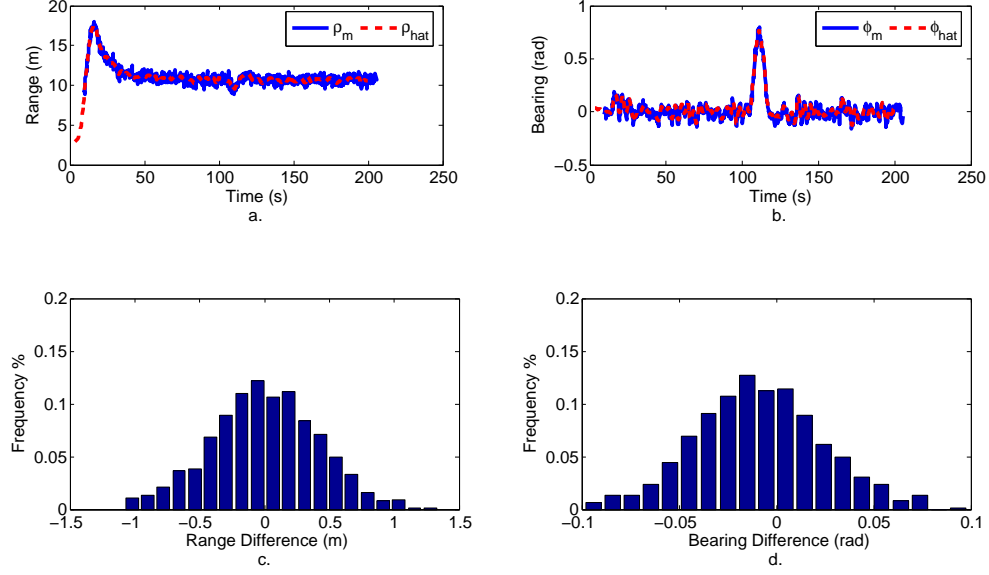 20
15
10
5
0
Range (m)
ρm
ρhat
0
50
100
150
200
250
Time (s)
a.
1
0.5
0
−0.5
Bearing (rad)
ϕm
ϕhat
0
50
100
150
200
250
Time (s)
b.
0.2
0.15
0.1
0.05
0
Frequency %
−1.5
−1
−0.5
0
0.5
1
1.5
Range Difference (m)
c.
0.2
0.15
0.1
0.05
0
Frequency %
−0.1
−0.05
0
0.05
0.1
Bearing Difference (rad)
d.